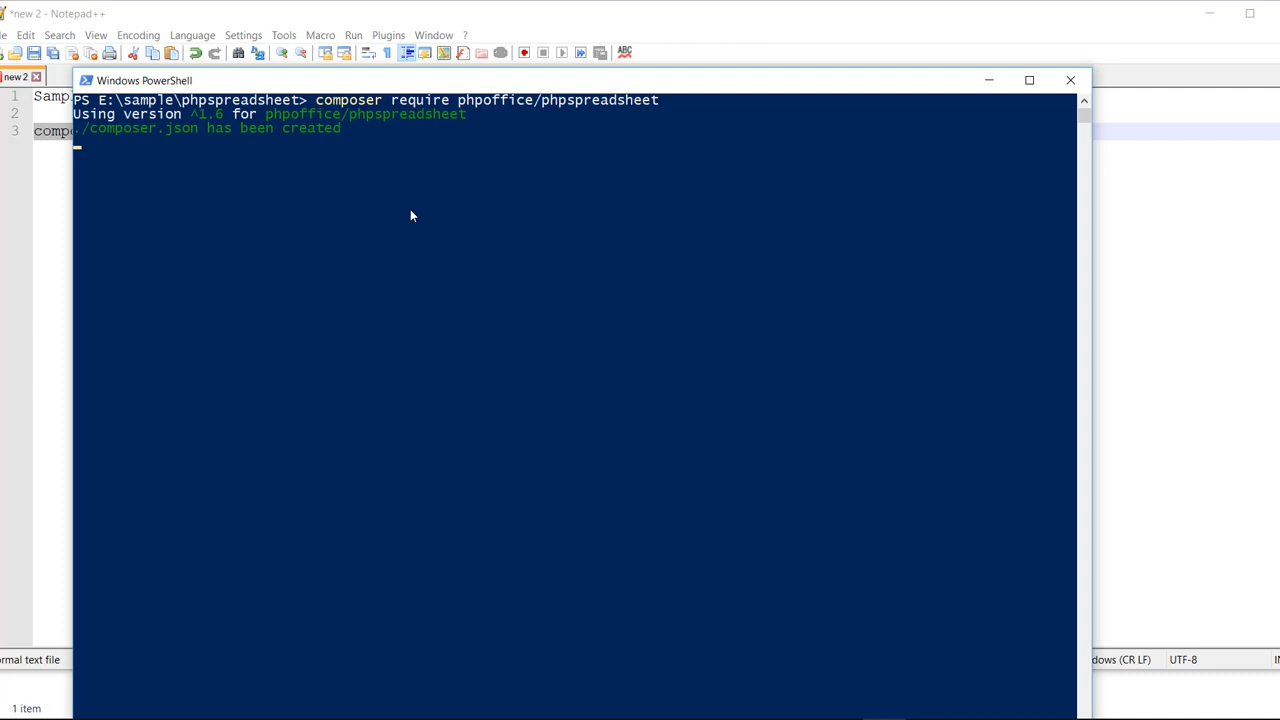 *new 2 - Notepad++
Edit Search View Encoding Language Settings Tools Macro Run Plugins Window ?
new 2
Windows PowerShell
1 Samp
2
3 comp
PS E:\sample\phpspreadsheet> composer require phpoffice/phpspreadsheet
Using version ^1.6 for phpoffice/phpspreadsheet
./composer.json has been created
rmal text file
dows (CR LF) UTF-8
1 item